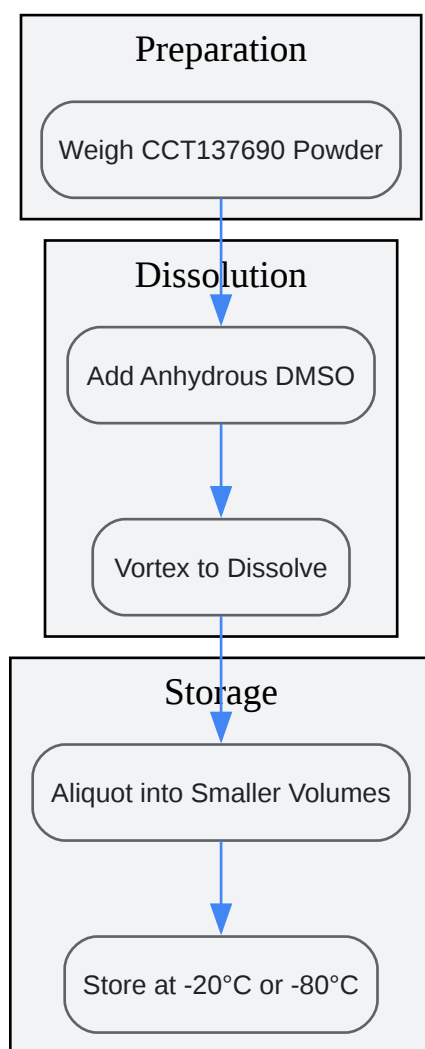 Preparation
Weigh CCT137690 Powder
Dissolution
Add Anhydrous DMSO
Vortex to Dissolve
Storage
Aliquot into Smaller Volumes
Store at -20°C or -80°C